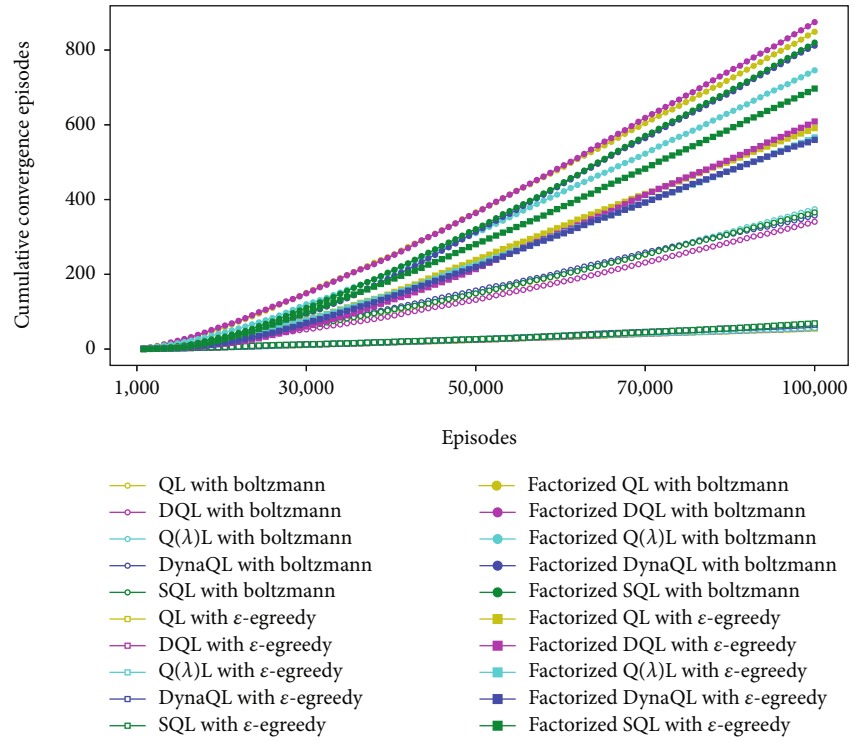 Cumulative convergence episodes
800
600
400
200
0
1,000
30,000
50,000
70,000
100,000
Episodes
QL with boltzmann
DQL with boltzmann
Q(λ)L with boltzmann
DynaQL with boltzmann
SQL with boltzmann
QL with ε-egreedy
DQL with ε-egreedy
Q(λ)L with ε-egreedy
DynaQL with ε-egreedy
SQL with ε-egreedy
Factorized QL with boltzmann
Factorized DQL with boltzmann
Factorized Q(λ)L with boltzmann
Factorized DynaQL with boltzmann
Factorized SQL with boltzmann
Factorized QL with ε-egreedy
Factorized DQL with ε-egreedy
Factorized Q(λ)L with ε-egreedy
Factorized DynaQL with ε-egreedy
Factorized SQL with ε-egreedy